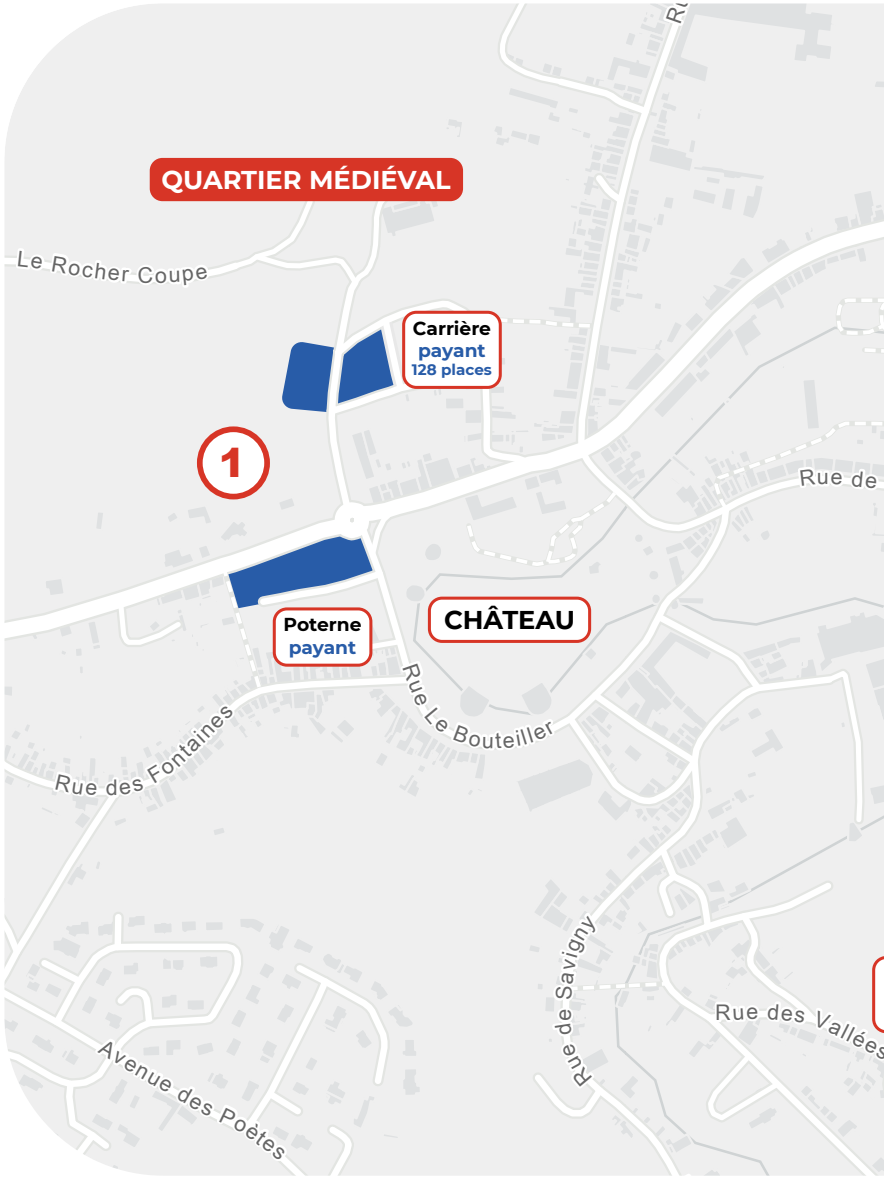 QUARTIER MÉDIÉVAL
Le Rocher Coupe
Carrière
payant
128 places
1
Rue de
Poterne
payant
CHÂTEAU
Rue Le Bouteiller
Rue des Fontaines
Rue de Savigny
Rue des Vallées
Avenue des Poètes